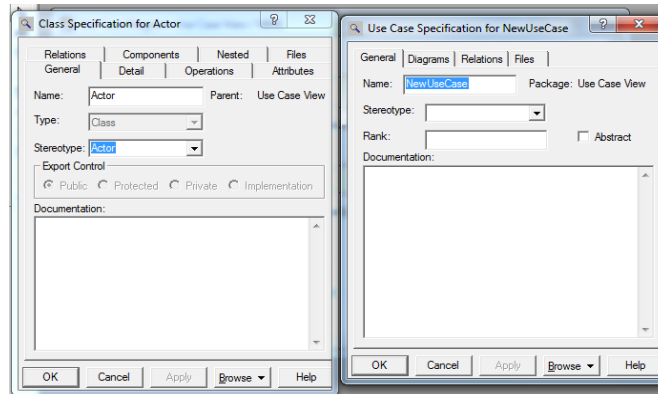 Class Specification for Actor
Relations Components Nested Files
General Detail Operations Attributes
Name: Actor Parent: Use Case View
Type: Class
Stereotype: Actor
Export Control
Public Protected Private Implementation
Documentation:
OK Cancel Apply Browse Help
Use Case Specification for NewUseCase
General Diagrams Relations Files
Name: NewUseCase Package: Use Case View
Stereotype:
Rank: Abstract
Documentation:
OK Cancel Apply Browse Help